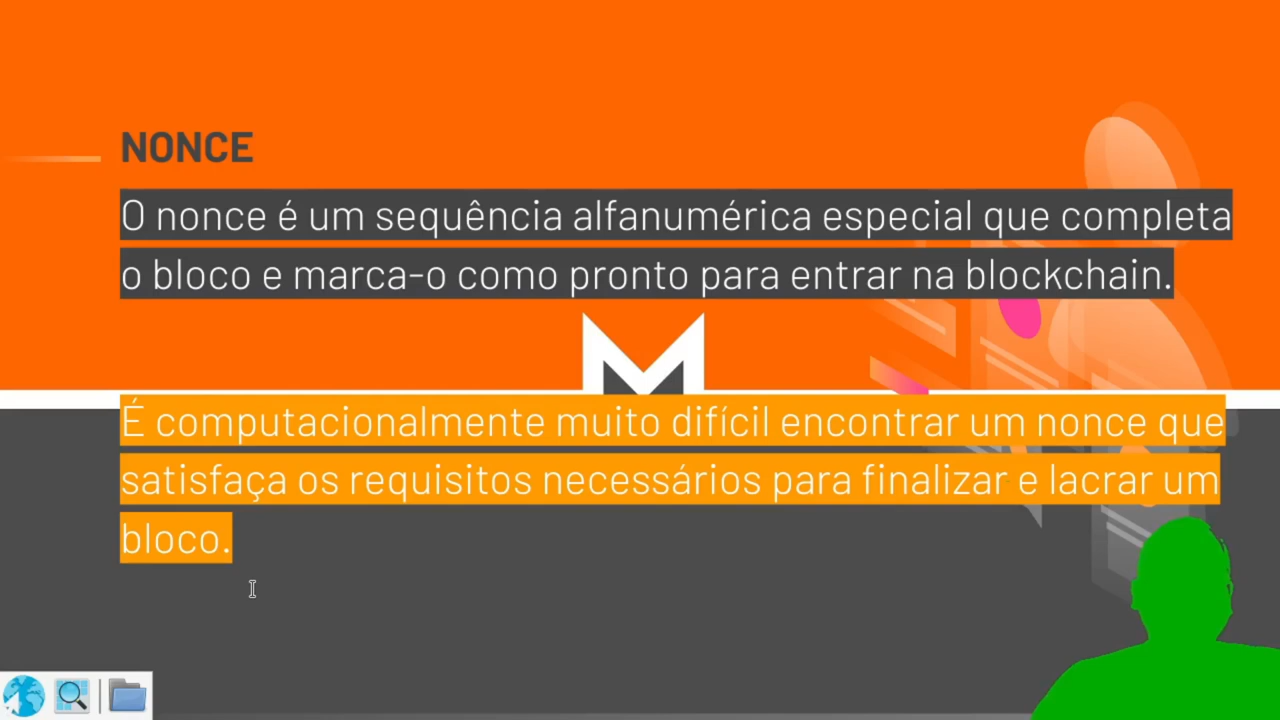 NONCE
O nonce é um sequência alfanumérica especial que completa
o bloco e marca-o como pronto para entrar na blockchain.
É computacionalmente muito difícil encontrar um nonce que
satisfaça os requisitos necessários para finalizar e lacrar um
bloco.